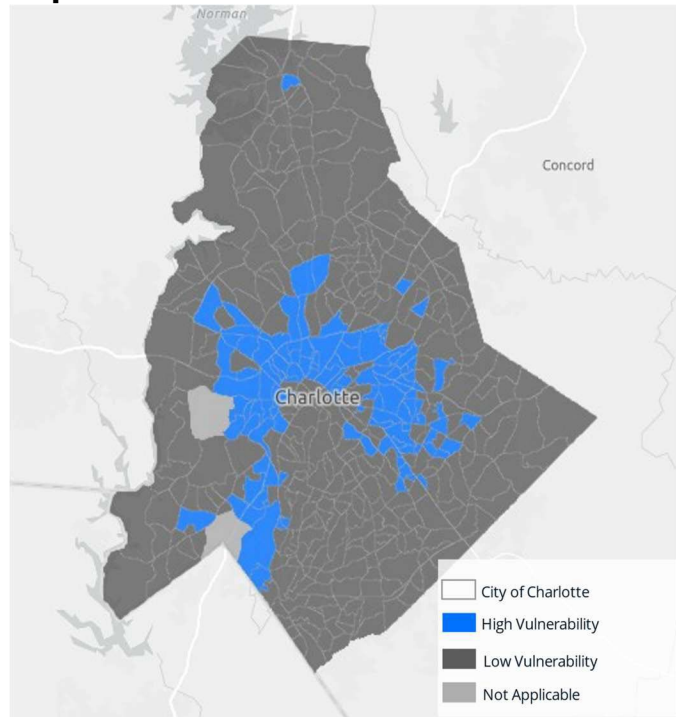 Norman
Concord
Charlotte
City of Charlotte
High Vulnerability
Low Vulnerability
Not Applicable